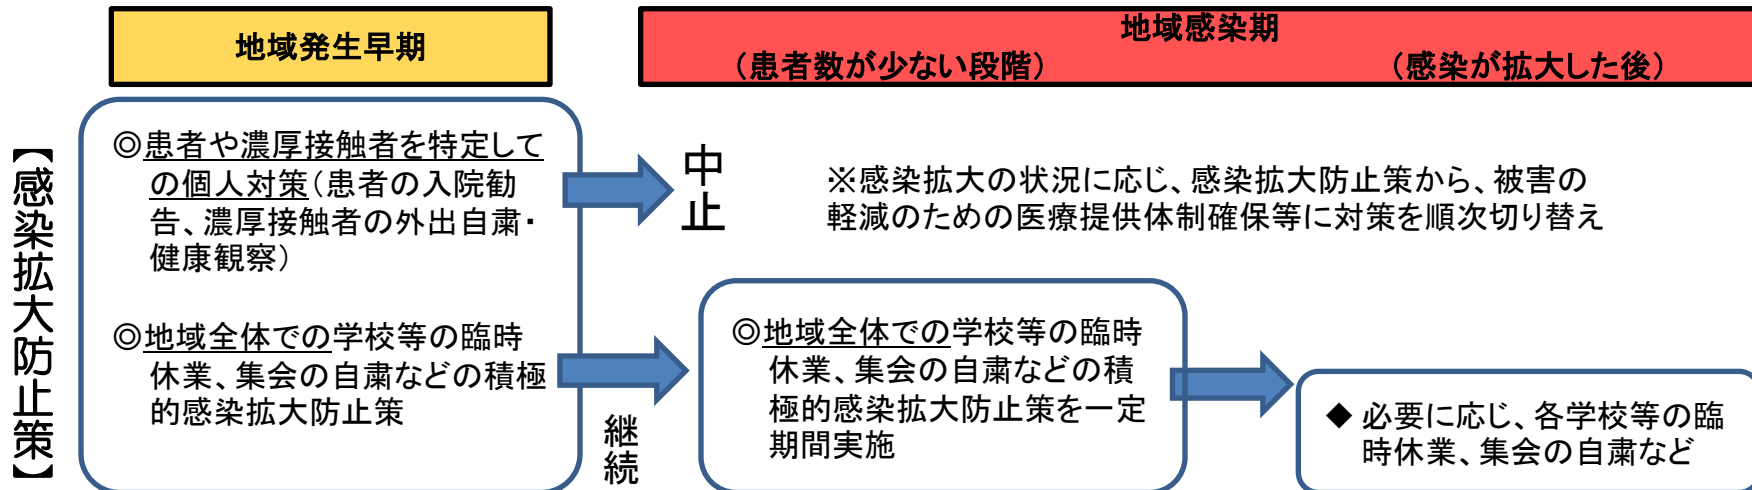 地域発生早期
地域感染期
（患者数が少ない段階）
（感染が拡大した後）
【感染拡大防止策】
◎患者や濃厚接触者を特定して
の個人対策（患者の入院勧
告、濃厚接触者の外出自粛・
健康観察）
◎地域全体での学校等の臨時
休業、集会の自粛などの積極
的感染拡大防止策
中止
※感染拡大の状況に応じ、感染拡大防止策から、被害の
軽減のための医療提供体制確保等に対策を順次切り替え
継続
◎地域全体での学校等の臨時
休業、集会の自粛などの積
極的感染拡大防止策を一定
期間実施
◆ 必要に応じ、各学校等の臨
時休業、集会の自粛など